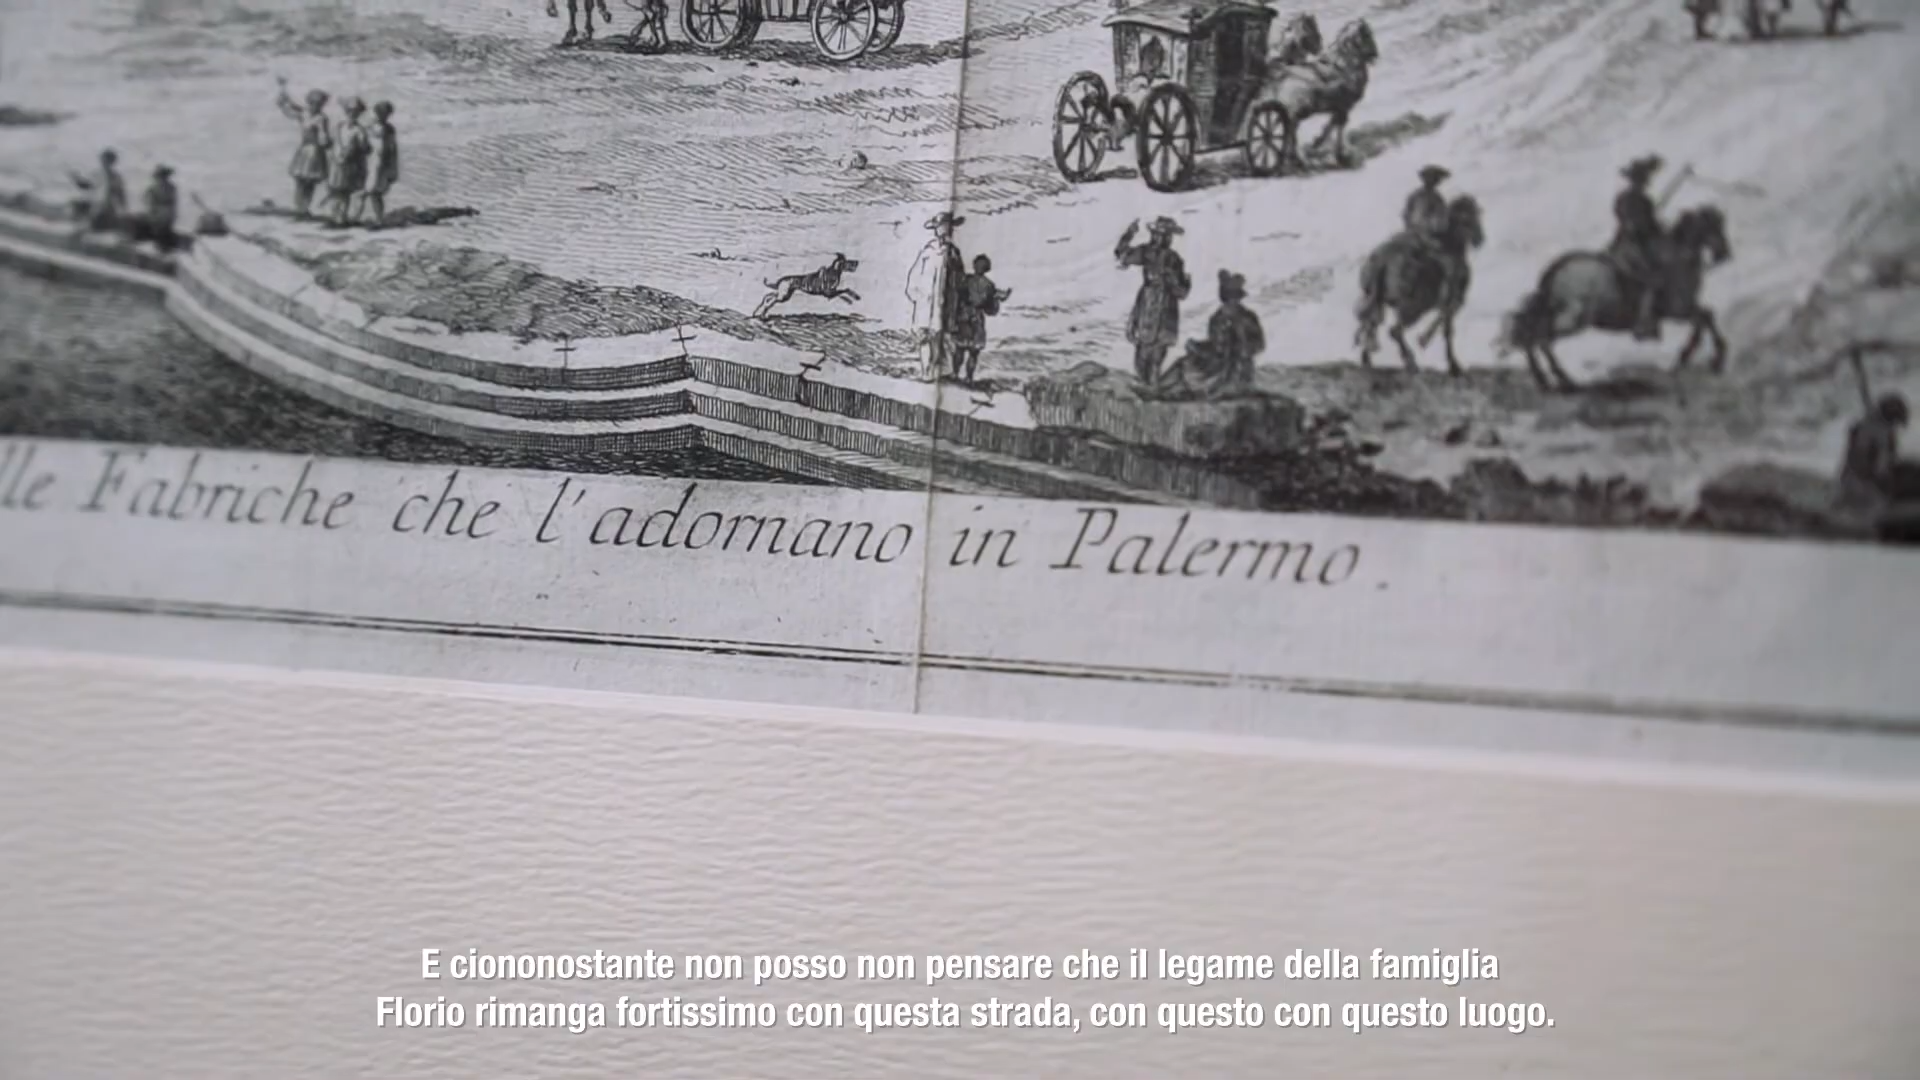 lle Fabriche che l'adornano in Palermo.
E ciononostante non posso non pensare che il legame della famiglia
Florio rimanga fortissimo con questa strada, con questo con questo luogo.